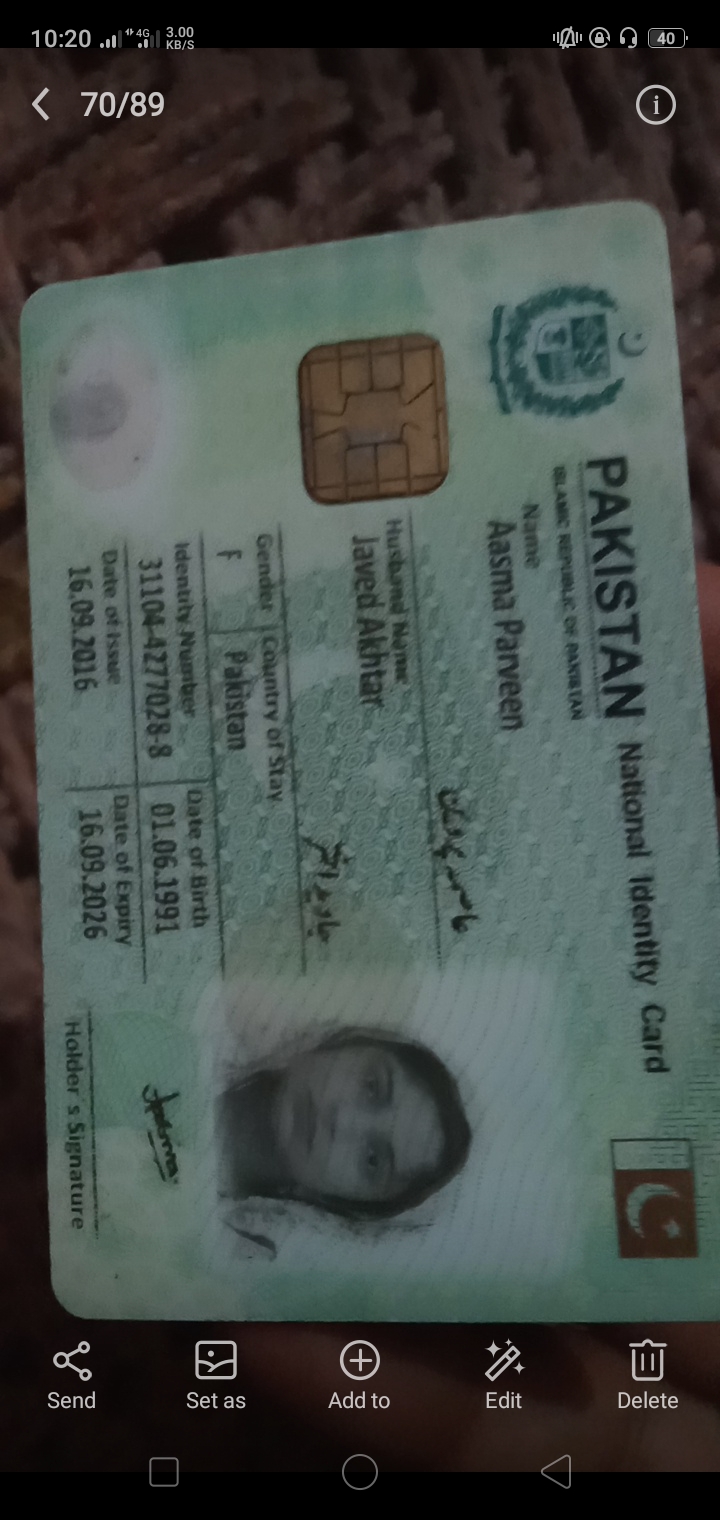 10:20 4G 3.00 KB/S 40
70/89
PAKISTAN National Identity Card
ISLAMIC REPUBLIC OF PAKISTAN
Name
Aasma Parveen
عاصمہ پروین
Husband Name
Javed Akhtar
جاوید اختر
Gender Country of Stay
F Pakistan
Identity Number Date of Birth
31104-4277028-8 01.06.1991
Date of Issue Date of Expiry
16.09.2016 16.09.2026
Holder's Signature
Send Set as Add to Edit Delete